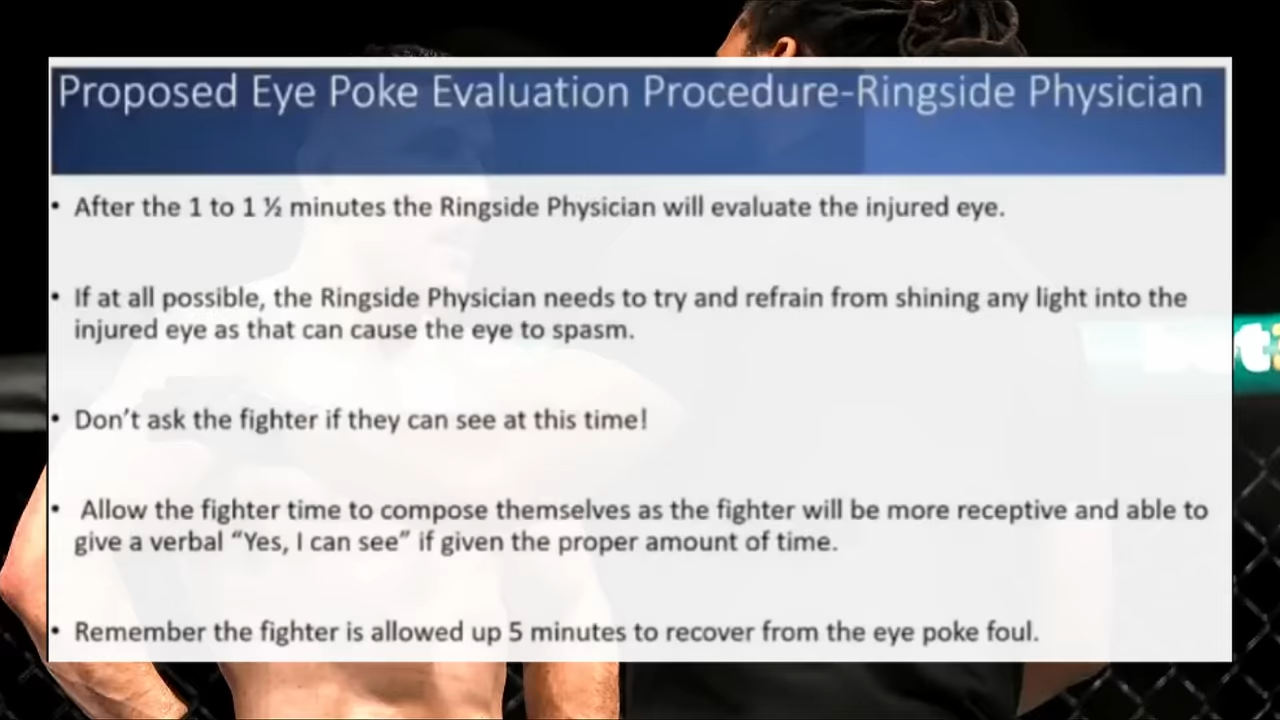 Proposed Eye Poke Evaluation Procedure-Ringside Physician
• After the 1 to 1 ½ minutes the Ringside Physician will evaluate the injured eye.
• If at all possible, the Ringside Physician needs to try and refrain from shining any light into the
injured eye as that can cause the eye to spasm.
• Don’t ask the fighter if they can see at this time!
• Allow the fighter time to compose themselves as the fighter will be more receptive and able to
give a verbal “Yes, I can see” if given the proper amount of time.
• Remember the fighter is allowed up 5 minutes to recover from the eye poke foul.